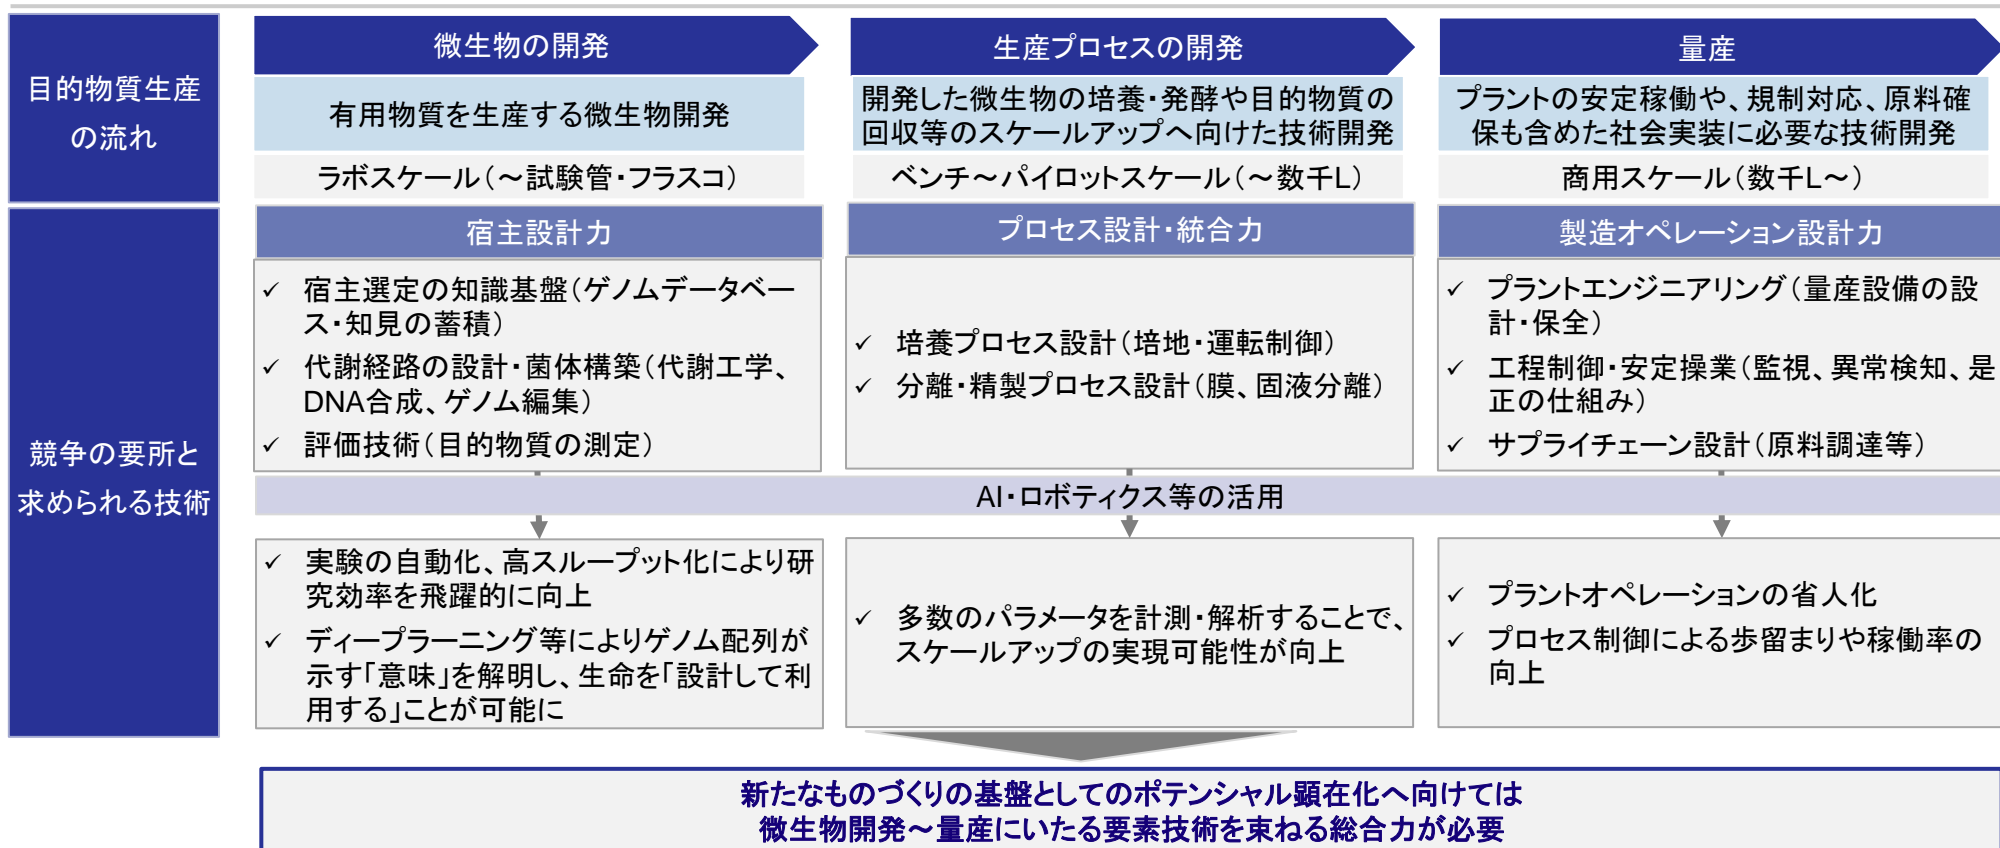 目的物質生産
の流れ
微生物の開発
生産プロセスの開発
量産
有用物質を生産する微生物開発
開発した微生物の培養・発酵や目的物質の
回収等のスケールアップへ向けた技術開発
プラントの安定稼働や、規制対応、原料確
保も含めた社会実装に必要な技術開発
ラボスケール(～試験管・フラスコ)
ベンチ～パイロットスケール(～数千L)
商用スケール(数千L～)
競争の要所と
求められる技術
宿主設計力
✓ 宿主選定の知識基盤(ゲノムデータベー
ス・知見の蓄積)
✓ 代謝経路の設計・菌体構築(代謝工学、
DNA合成、ゲノム編集)
✓ 評価技術(目的物質の測定)
プロセス設計・統合力
✓ 培養プロセス設計(培地・運転制御)
✓ 分離・精製プロセス設計(膜、固液分離)
製造オペレーション設計力
✓ プラントエンジニアリング(量産設備の設
計・保全)
✓ 工程制御・安定操業(監視、異常検知、是
正の仕組み)
✓ サプライチェーン設計(原料調達等)
AI・ロボティクス等の活用
✓ 実験の自動化、高スループット化により研
究効率を飛躍的に向上
✓ ディープラーニング等によりゲノム配列が
示す「意味」を解明し、生命を「設計して利
用する」ことが可能に
✓ 多数のパラメータを計測・解析することで、
スケールアップの実現可能性が向上
✓ プラントオペレーションの省人化
✓ プロセス制御による歩留まりや稼働率の
向上
新たなものづくりの基盤としてのポテンシャル顕在化へ向けては
微生物開発～量産にいたる要素技術を束ねる総合力が必要